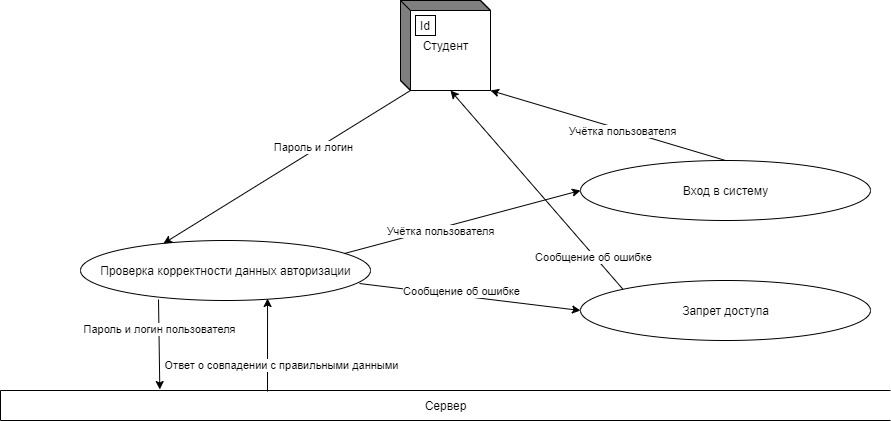 Id
Студент
Учётка пользователя
Пароль и логин
Вход в систему
Учётка пользователя
Сообщение об ошибке
Проверка корректности данных авторизации
Сообщение об ошибке
Запрет доступа
Пароль и логин пользователя
Ответ о совпадении с правильными данными
Сервер